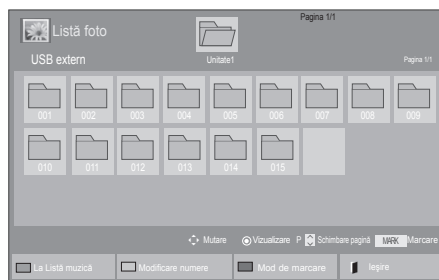 Pagina 1/1
Listă foto
USB extern
Unitate1
Pagina 1/1
001 002 003 004 005 006 007 008 009
010 011 012 013 014 015
Mutare Vizualizare P Schimbare pagină MARK Marcare
La Listă muzică Modificare numere Mod de marcare Ieşire